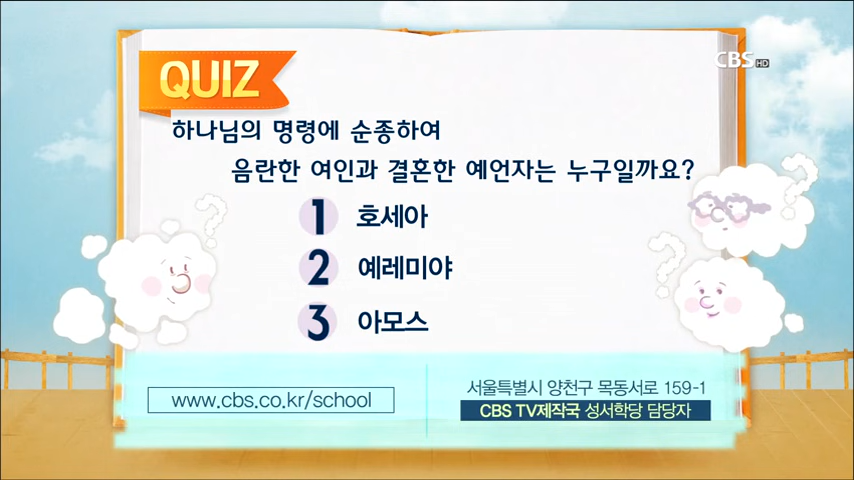 CBS HD
QUIZ
하나님의 명령에 순종하여
음란한 여인과 결혼한 예언자는 누구일까요?
1 호세아
2 예레미야
3 아모스
www.cbs.co.kr/school
서울특별시 양천구 목동서로 159-1
CBS TV제작국 성서학당 담당자